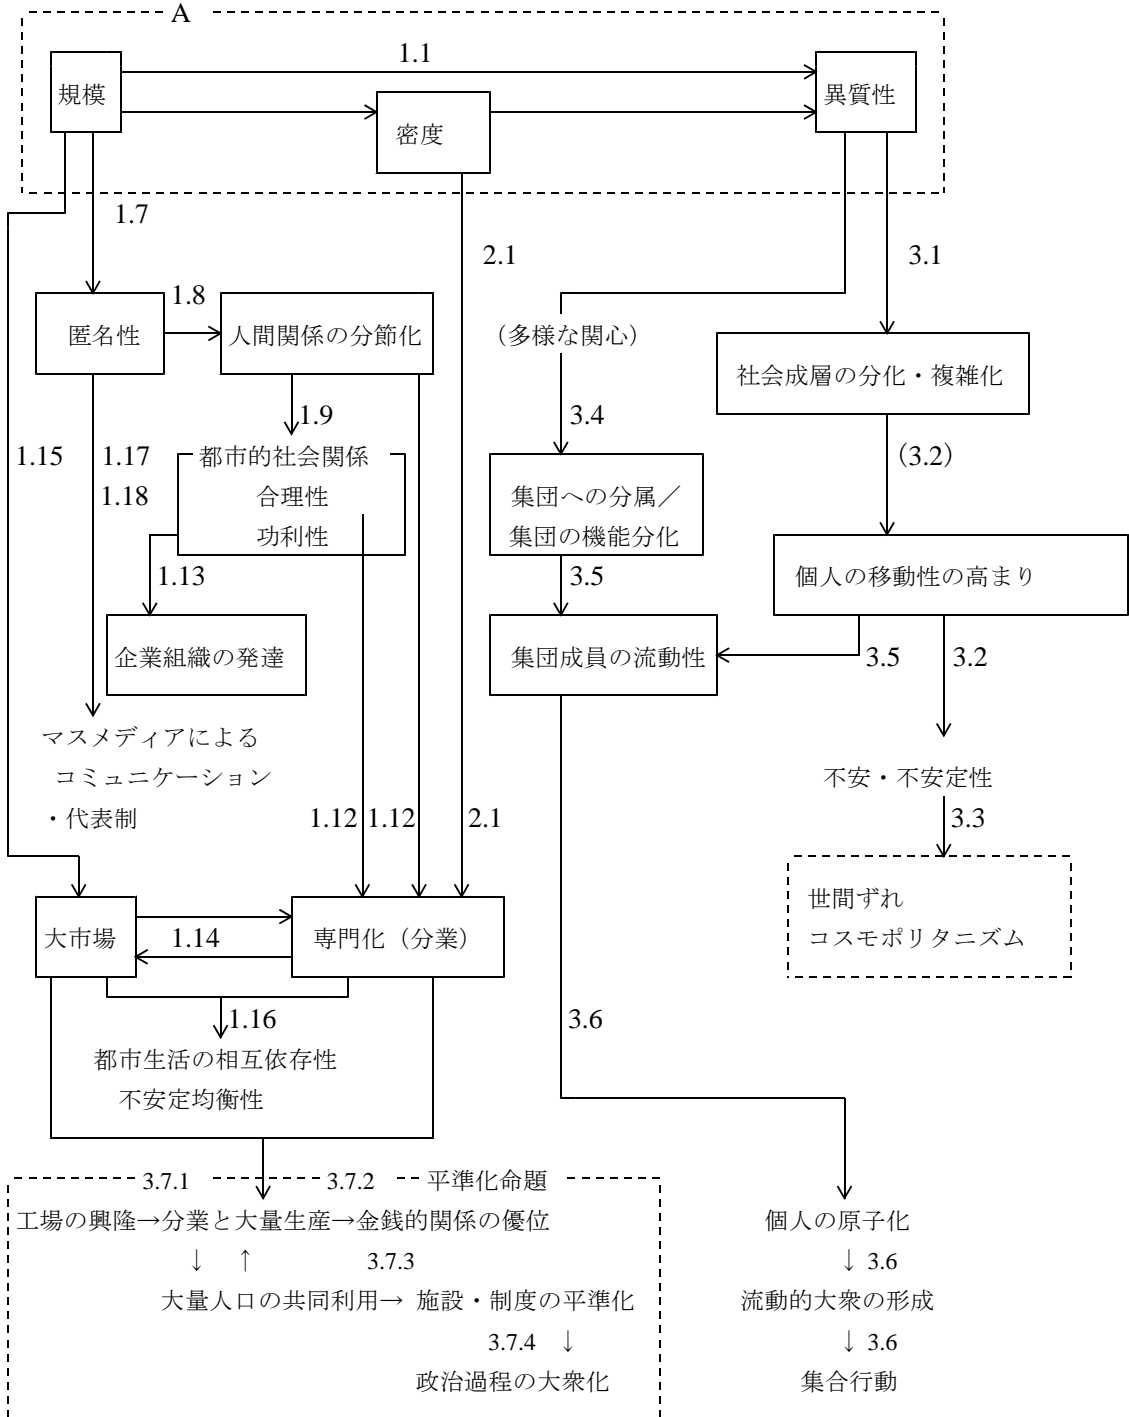 A
1.1
規模
異質性
密度
1.7
2.1
3.1
1.8
匿名性
人間関係の分節化
（多様な関心）
社会成層の分化・複雑化
1.9
3.4
1.15
1.17
都市的社会関係
（3.2）
1.18
合理性
集団への分属／
功利性
集団の機能分化
1.13
3.5
個人の移動性の高まり
企業組織の発達
集団成員の流動性
3.5
3.2
マスメディアによる
コミュニケーション
不安・不安定性
・代表制
1.12
1.12
2.1
3.3
世間ずれ
大市場
1.14
専門化（分業）
コスモポリタニズム
1.16
3.6
都市生活の相互依存性
不安定均衡性
3.7.1
3.7.2
平準化命題
工場の興隆→分業と大量生産→金銭的関係の優位
個人の原子化
↓ ↑ 3.7.3
↓ 3.6
大量人口の共同利用→ 施設・制度の平準化
流動的大衆の形成
3.7.4 ↓
↓ 3.6
政治過程の大衆化
集合行動